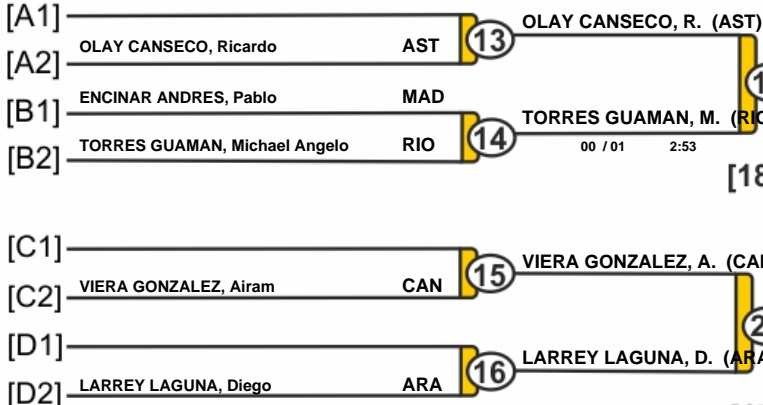 [A1]
OLAY CANSECO, R. (AST)
13
OLAY CANSECO, Ricardo AST
[A2]
ENCINAR ANDRES, Pablo MAD
[B1]
TORRES GUAMAN, M.
14
TORRES GUAMAN, Michael Angelo RIO
00 / 01 2:53
[B2]
[C1]
VIERA GONZALEZ, A.
15
VIERA GONZALEZ, Airam CAN
[C2]
[D1]
LARREY LAGUNA, D.
16
LARREY LAGUNA, Diego ARA
[D2]